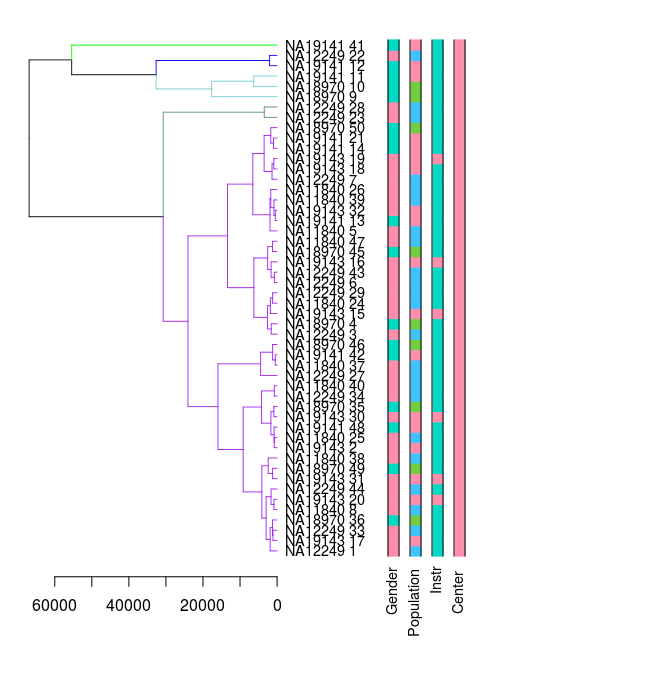 NA19141 41
NA12249 22
NA19141 12
NA19141 11
NA18970 10
NA18970 9
NA12249 28
NA12249 23
NA18970 50
NA19141 21
NA19141 14
NA19143 19
NA19143 18
NA12249 7
NA11840 26
NA11840 39
NA19143 32
NA19141 13
NA11840 5
NA11840 47
NA18970 45
NA19143 16
NA12249 43
NA12249 6
NA12249 29
NA11840 24
NA19143 15
NA18970 4
NA12249 3
NA18970 46
NA19141 42
NA11840 37
NA12249 27
NA11840 40
NA12249 34
NA18970 35
NA19143 30
NA19141 48
NA11840 25
NA19143 2
NA11840 38
NA18970 49
NA19143 31
NA12249 44
NA19143 20
NA11840 8
NA18970 36
NA12249 33
NA19143 17
NA12249 1
60000 40000 20000 0
Gender
Population
Instr
Center